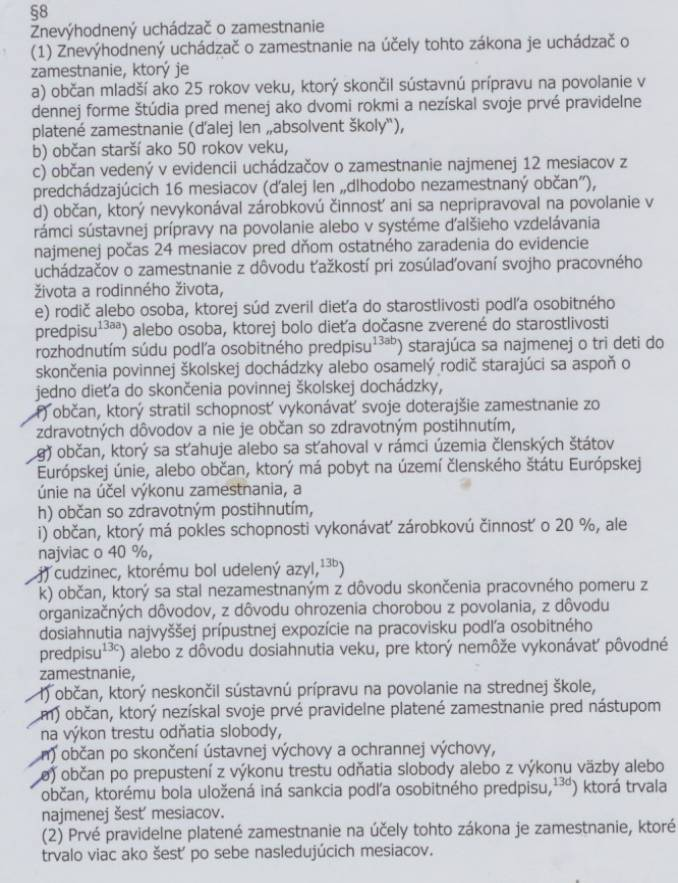 §8
Znevýhodnený uchádzač o zamestnanie
(1) Znevýhodnený uchádzač o zamestnanie na účely tohto zákona je uchádzač o
zamestnanie, ktorý je
a) občan mladší ako 25 rokov veku, ktorý skončil sústavnú prípravu na povolanie v
dennej forme štúdia pred menej ako dvomi rokmi a nezískal svoje prvé pravidelne
platené zamestnanie (ďalej len „absolvent školy"),
b) občan starší ako 50 rokov veku,
c) občan vedený v evidencii uchádzačov o zamestnanie najmenej 12 mesiacov z
predchádzajúcich 16 mesiacov (ďalej len „dlhodobo nezamestnaný občan"),
d) občan, ktorý nevykonával zárobkovú činnosť ani sa nepripravoval na povolanie v
rámci sústavnej prípravy na povolanie alebo v systéme ďalšieho vzdelávania
najmenej počas 24 mesiacov pred dňom ostatného zaradenia do evidencie
uchádzačov o zamestnanie z dôvodu ťažkostí pri zosúlaďovaní svojho pracovného
života a rodinného života,
e) rodič alebo osoba, ktorej súd zveril dieťa do starostlivosti podľa osobitného
predpisu13aa) alebo osoba, ktorej bolo dieťa dočasne zverené do starostlivosti
rozhodnutím súdu podľa osobitného predpisu13ab) starajúca sa najmenej o tri deti do
skončenia povinnej školskej dochádzky alebo osamelý rodič starajúci sa aspoň o
jedno dieťa do skončenia povinnej školskej dochádzky,
f) občan, ktorý stratil schopnosť vykonávať svoje doterajšie zamestnanie zo
zdravotných dôvodov a nie je občan so zdravotným postihnutím,
g) občan, ktorý sa sťahuje alebo sa sťahoval v rámci územia členských štátov
Európskej únie, alebo občan, ktorý má pobyt na území členského štátu Európskej
únie na účel výkonu zamestnania, a
h) občan so zdravotným postihnutím,
i) občan, ktorý má pokles schopnosti vykonávať zárobkovú činnosť o 20 %, ale
najviac o 40 %,
j) cudzinec, ktorému bol udelený azyl,13b)
k) občan, ktorý sa stal nezamestnaným z dôvodu skončenia pracovného pomeru z
organizačných dôvodov, z dôvodu ohrozenia chorobou z povolania, z dôvodu
dosiahnutia najvyššej prípustnej expozície na pracovisku podľa osobitného
predpisu13c) alebo z dôvodu dosiahnutia veku, pre ktorý nemôže vykonávať pôvodné
zamestnanie,
l) občan, ktorý neskončil sústavnú prípravu na povolanie na strednej škole,
m) občan, ktorý nezískal svoje prvé pravidelne platené zamestnanie pred nástupom
na výkon trestu odňatia slobody,
n) občan po skončení ústavnej výchovy a ochrannej výchovy,
o) občan po prepustení z výkonu trestu odňatia slobody alebo z výkonu väzby alebo
občan, ktorému bola uložená iná sankcia podľa osobitného predpisu,13d) ktorá trvala
najmenej šesť mesiacov.
(2) Prvé pravidelne platené zamestnanie na účely tohto zákona je zamestnanie, ktoré
trvalo viac ako šesť po sebe nasledujúcich mesiacov.